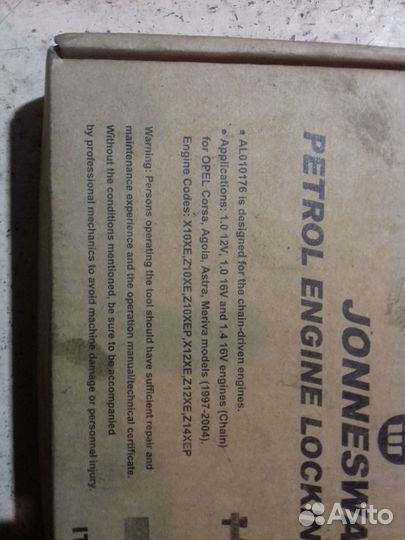 JONNESWA
PETROL ENGINE LOCKIN
• AL010176 is designed for the chain-driven engines.
• Applications: 1.0 12V, 1.0 16V and 1.4 16V engines (Chain)
for OPEL Corsa, Agola, Astra, Meriva models (1997-2004).
Engine Codes: X10XE,Z10XE,Z10XEP,X12XE,Z12XE,Z14XEP
Warning: Persons operating the tool should have sufficient repair and
maintenance experience and the operation manual/technical certificate.
Without the conditions mentioned, be sure to be accompanied
by professional mechanics to avoid machine damage or personnel injury.
IT
Avito